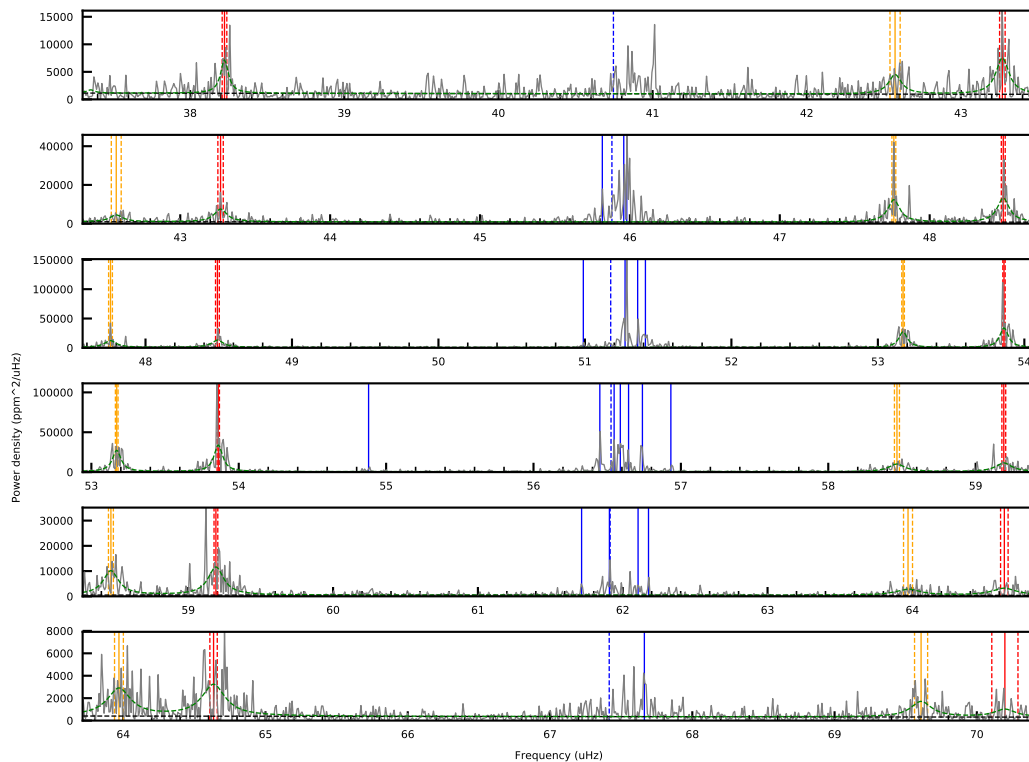 15000
10000
5000
0
38 39 40 41 42 43
40000
20000
0
43 44 45 46 47 48
150000
100000
50000
0
48 49 50 51 52 53 54
100000
50000
0
53 54 55 56 57 58 59
30000
20000
10000
0
59 60 61 62 63 64
8000
6000
4000
2000
0
64 65 66 67 68 69 70
Power density (ppm^2/uHz)
Frequency (uHz)